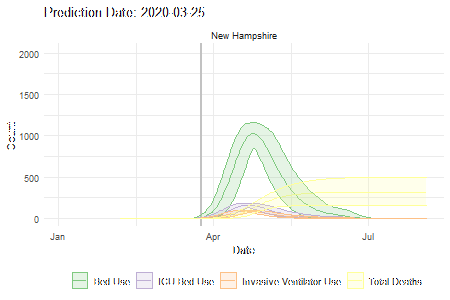 Prediction Date: 2020-03-25
New Hampshire
2000
1500
1000
500
0
Count
Jan
Apr
Jul
Date
Bed Use
ICU Bed Use
Invasive Ventilator Use
Total Deaths